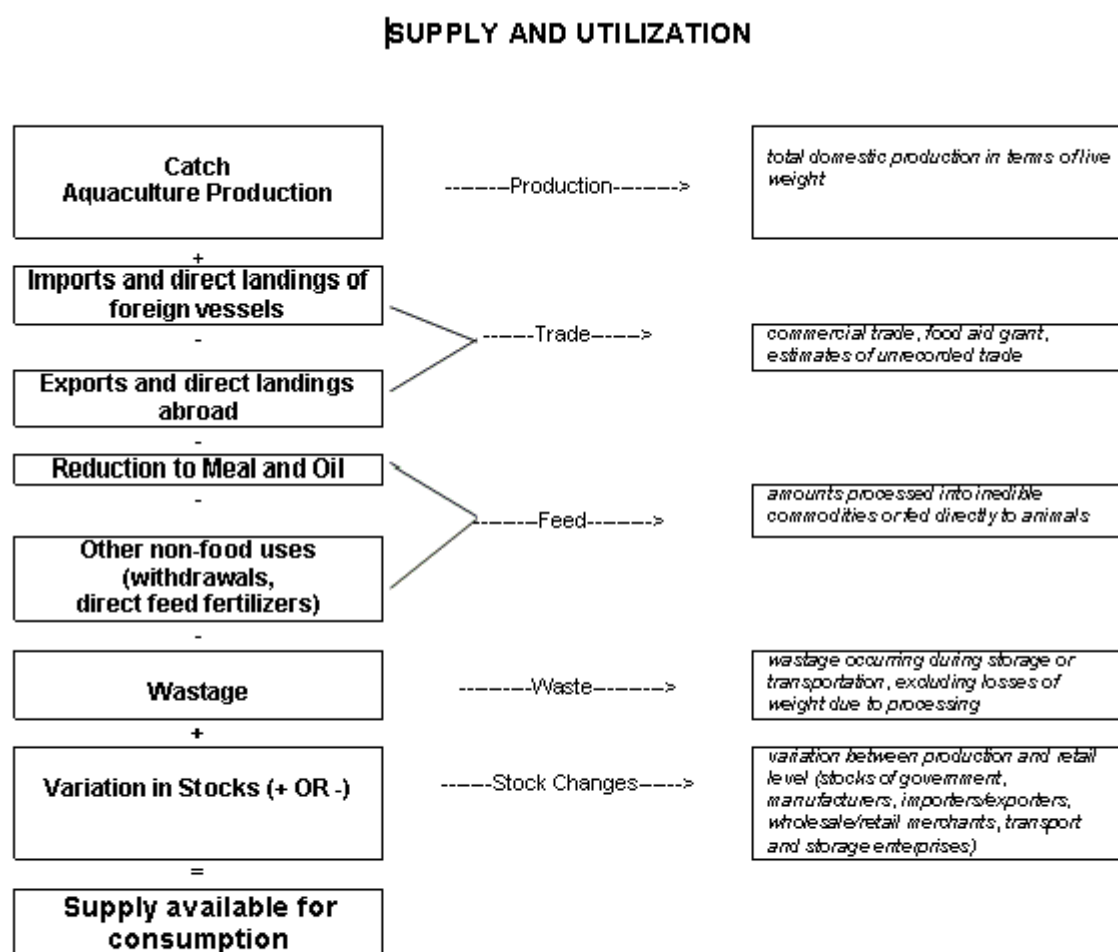 SUPPLY AND UTILIZATION
Catch
Aquaculture Production
---------Production--------->
total domestic production in terms of live
weight
+
Imports and direct landings of
foreign vessels
-
------Trade------>
commercial trade, food aid grant,
estimates of unrecorded trade
Exports and direct landings
abroad
-
Reduction to Meal and Oil
-
---------Feed--------->
amounts processed into inedible
commodities or fed directly to animals
Other non-food uses
(withdrawals,
direct feed fertilizers)
-
Wastage
---------Waste--------->
wastage occurring during storage or
transportation, excluding losses of
weight due to processing
+
Variation in Stocks (+ OR -)
------Stock Changes------>
variation between production and retail
level (stocks of government,
manufacturers, importers/exporters,
wholesale/retail merchants, transport
and storage enterprises)
=
Supply available for
consumption